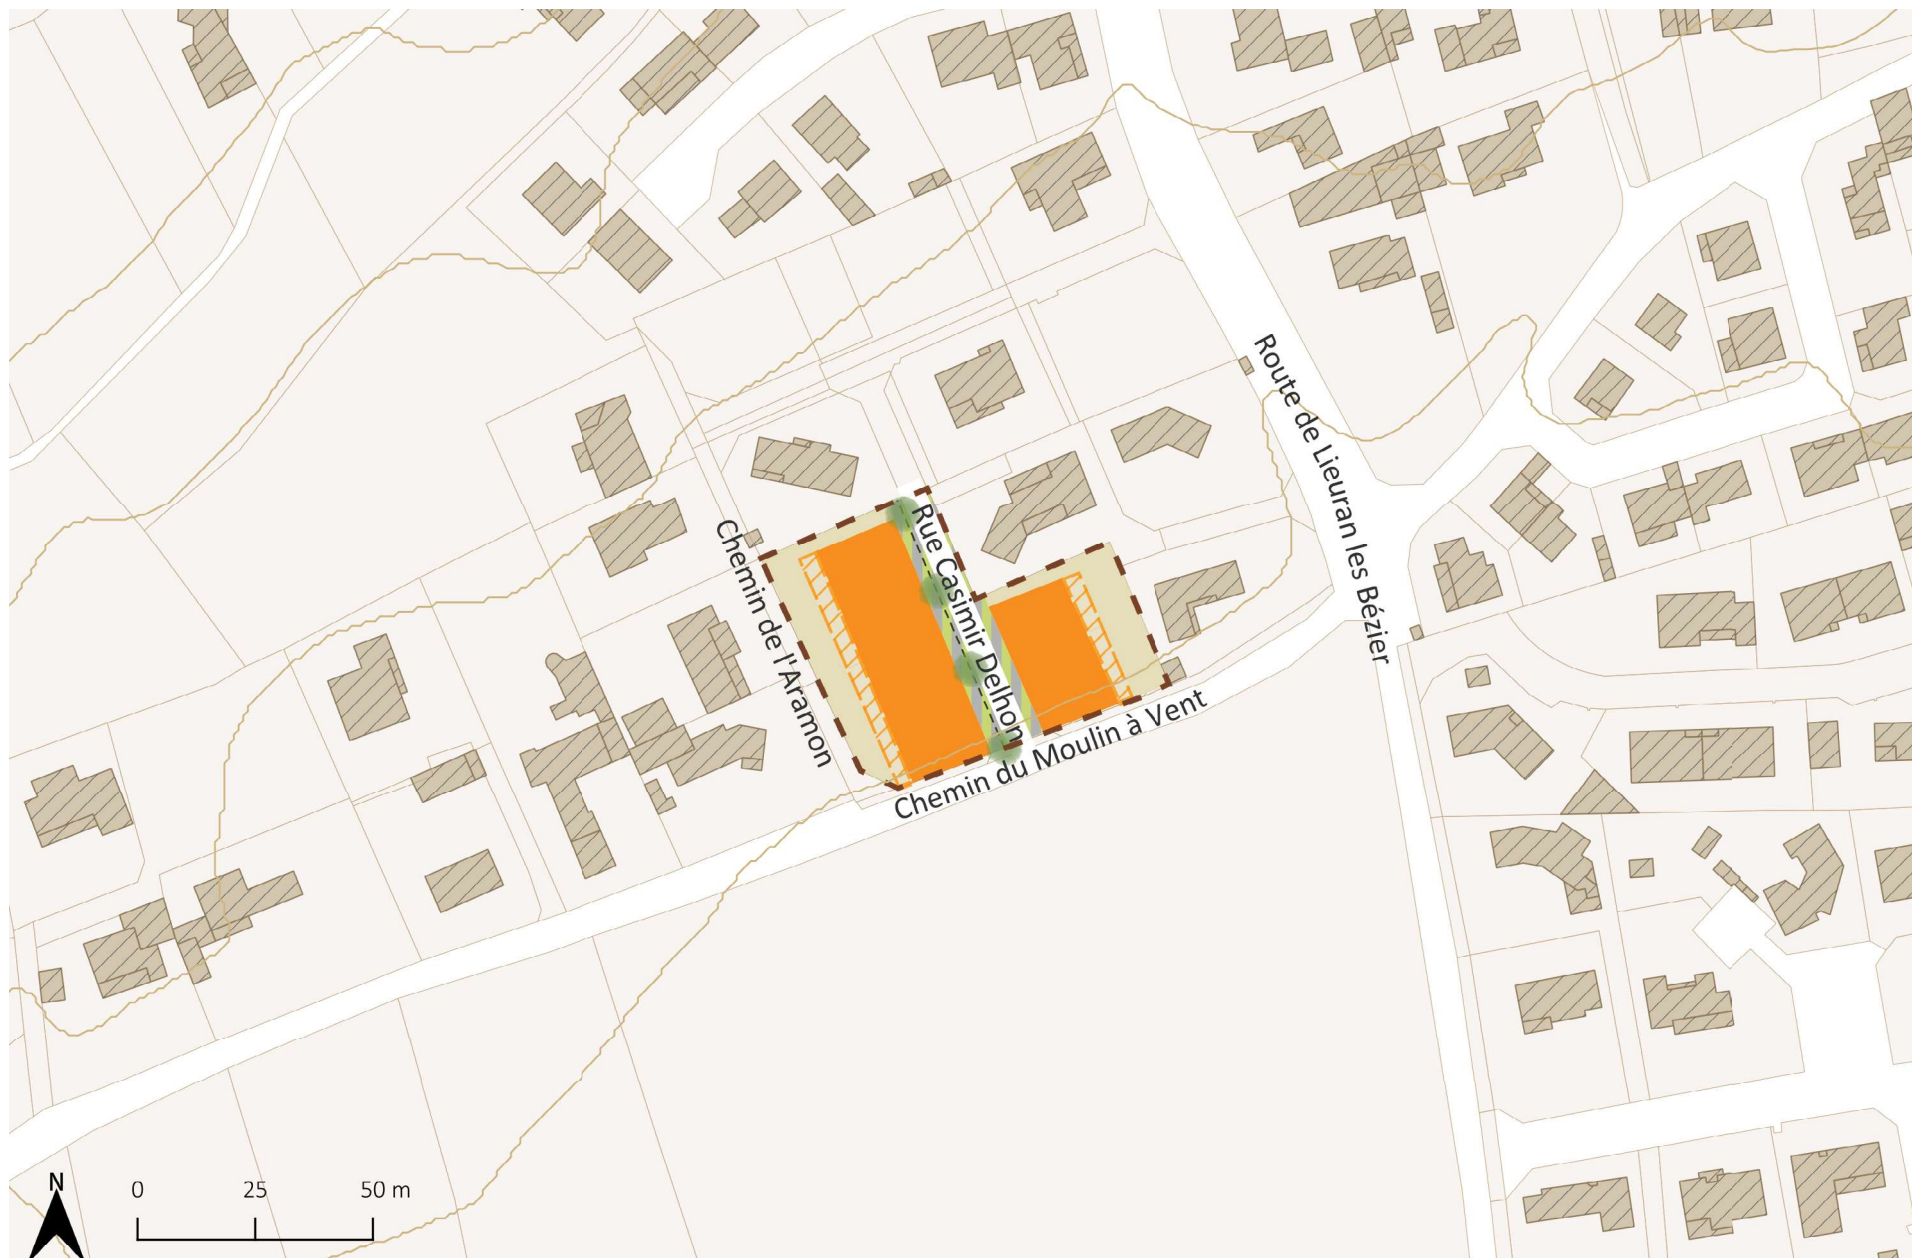 Route de Lieuran les Bézier
Rue Casimir Delhon
Chemin de l'Aramon
Chemin du Moulin à Vent
N
0 25 50 m